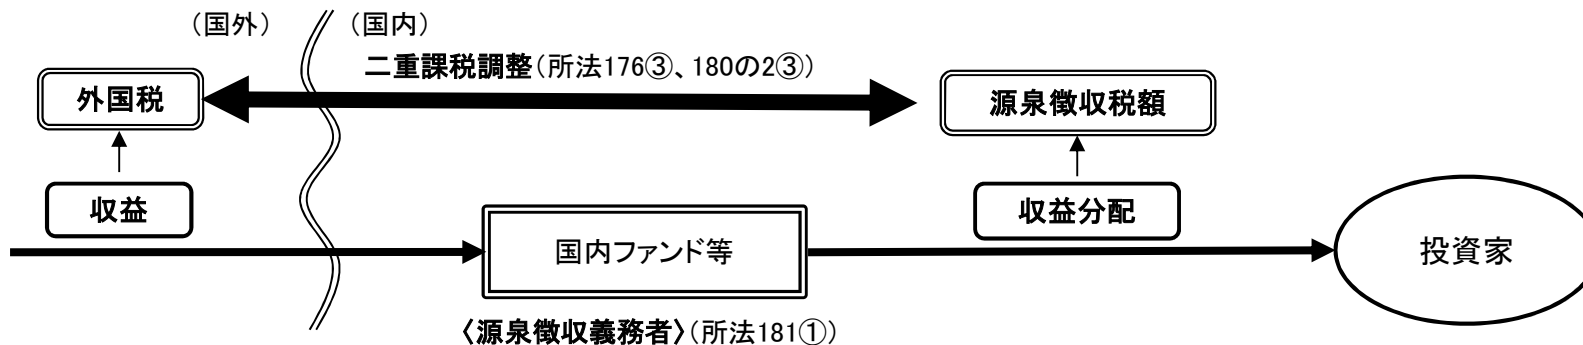 （国外）
（国内）
二重課税調整（所法176③、180の2③）
外国税
源泉徴収税額
収益
収益分配
国内ファンド等
投資家
〈源泉徴収義務者〉（所法181①）